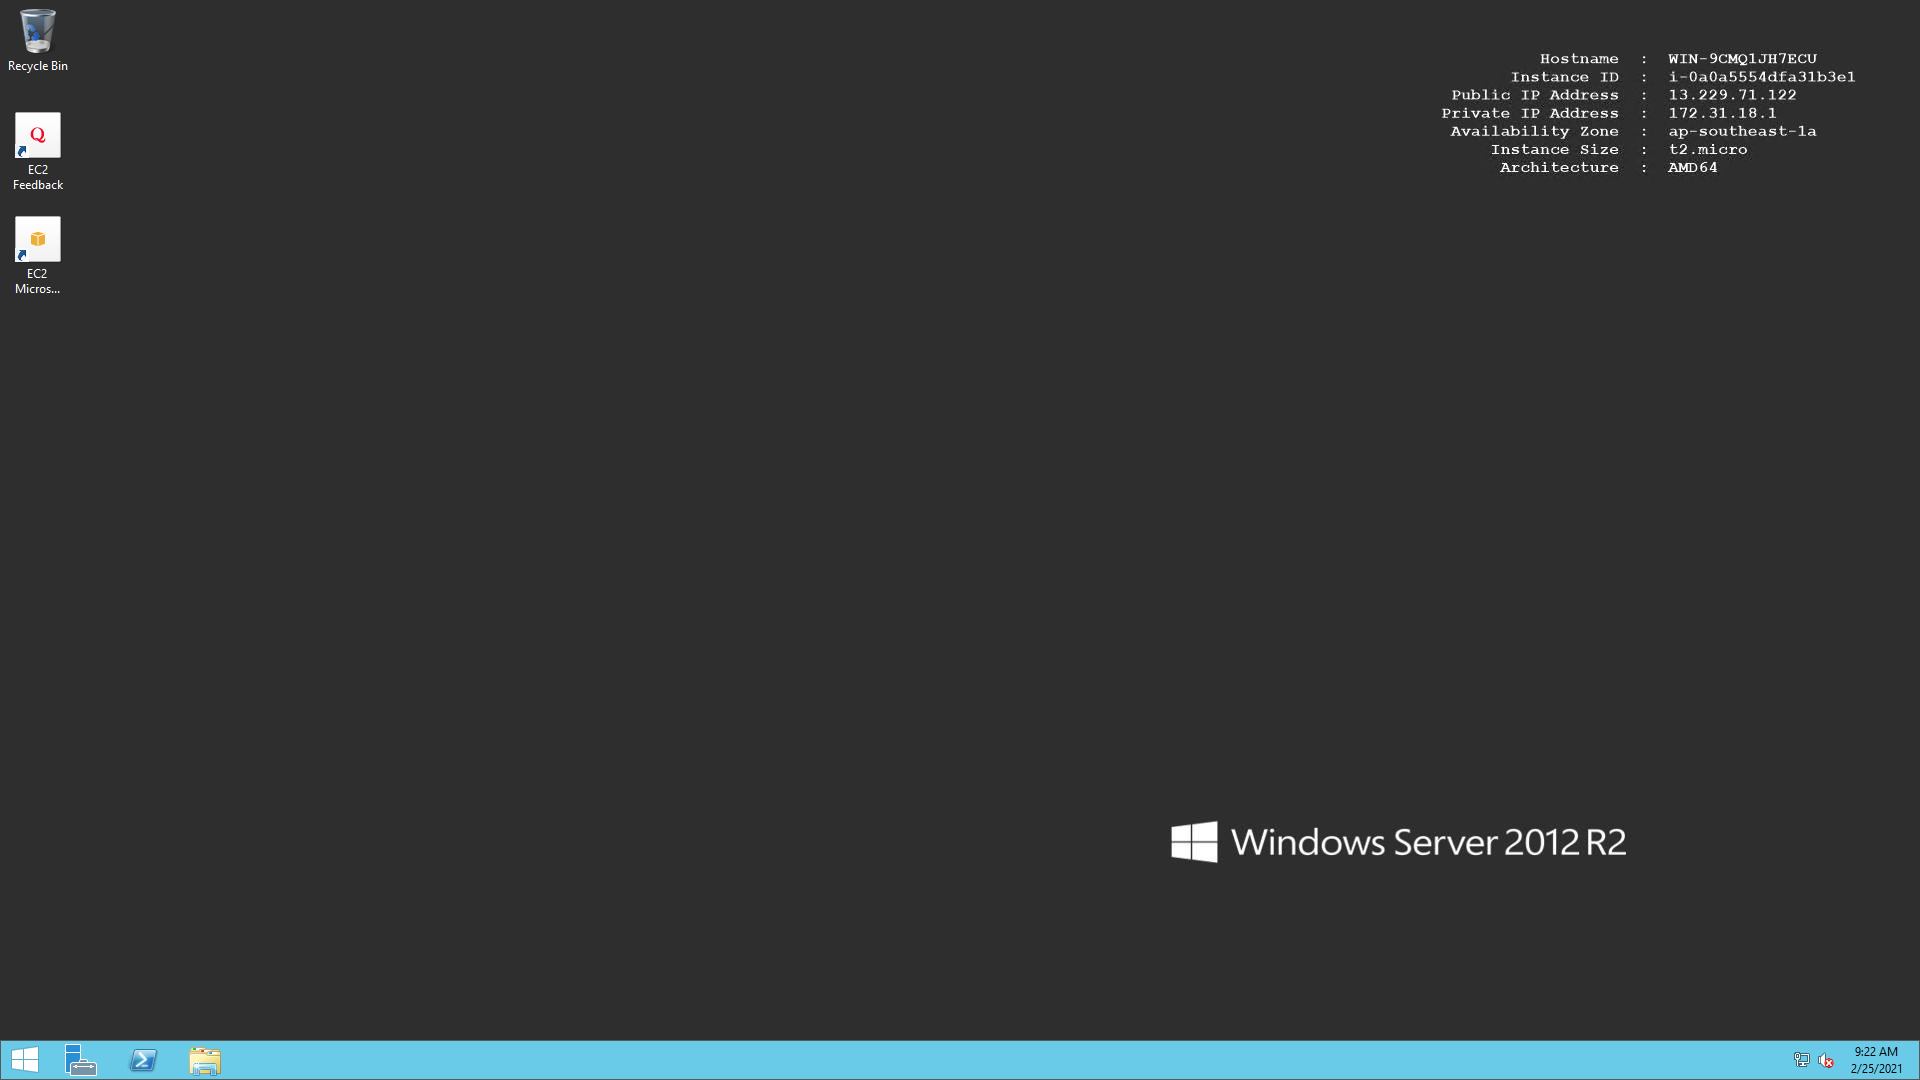 Recycle Bin
Q
EC2
Feedback
EC2
Micros...
Hostname : WIN-9CMQ1JH7ECU
Instance ID : i-0a0a5554dfa31b3e1
Public IP Address : 13.229.71.122
Private IP Address : 172.31.18.1
Availability Zone : ap-southeast-1a
Instance Size : t2.micro
Architecture : AMD64
Windows Server 2012 R2
9:22 AM
2/25/2021